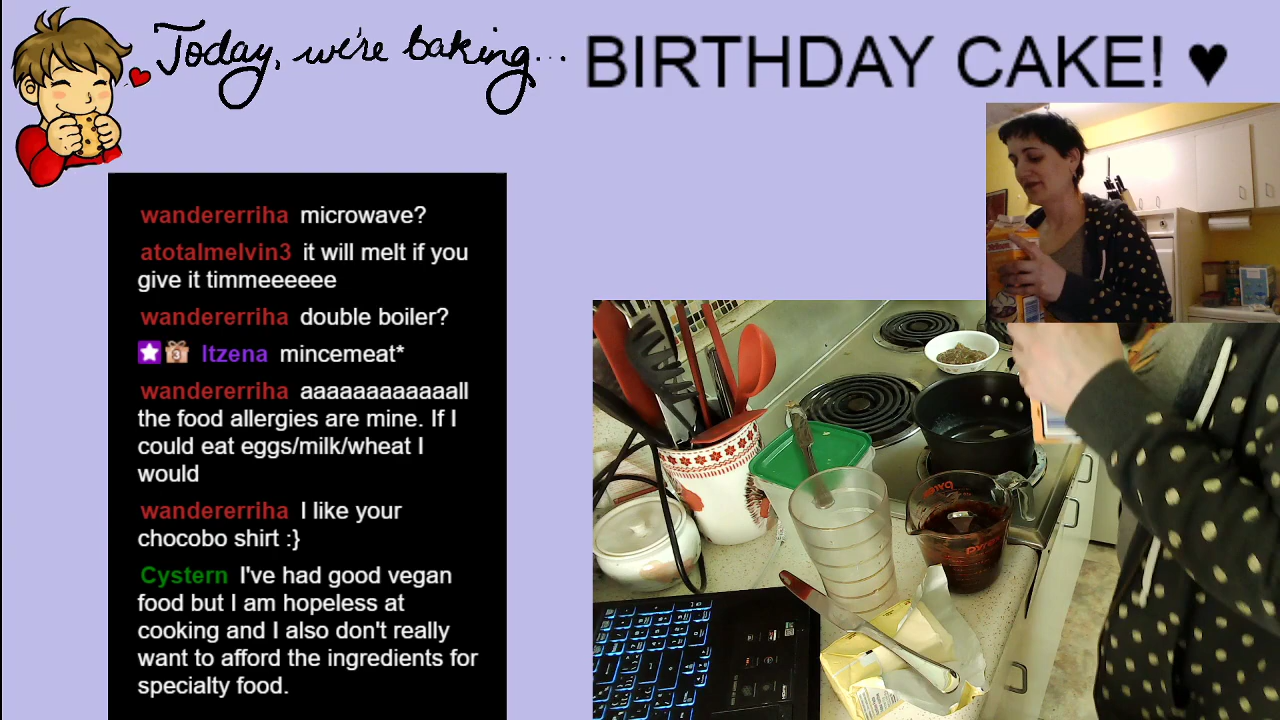 Today, we're baking... BIRTHDAY CAKE! ♥
wandererriha microwave?
atotalmelvin3 it will melt if you
give it timmeeeeee
wandererriha double boiler?
3 Itzena mincemeat*
wandererriha aaaaaaaaaaaall
the food allergies are mine. If I
could eat eggs/milk/wheat I
would
wandererriha I like your
chocobo shirt :}
Cystern I've had good vegan
food but I am hopeless at
cooking and I also don't really
want to afford the ingredients for
specialty food.
PYREX